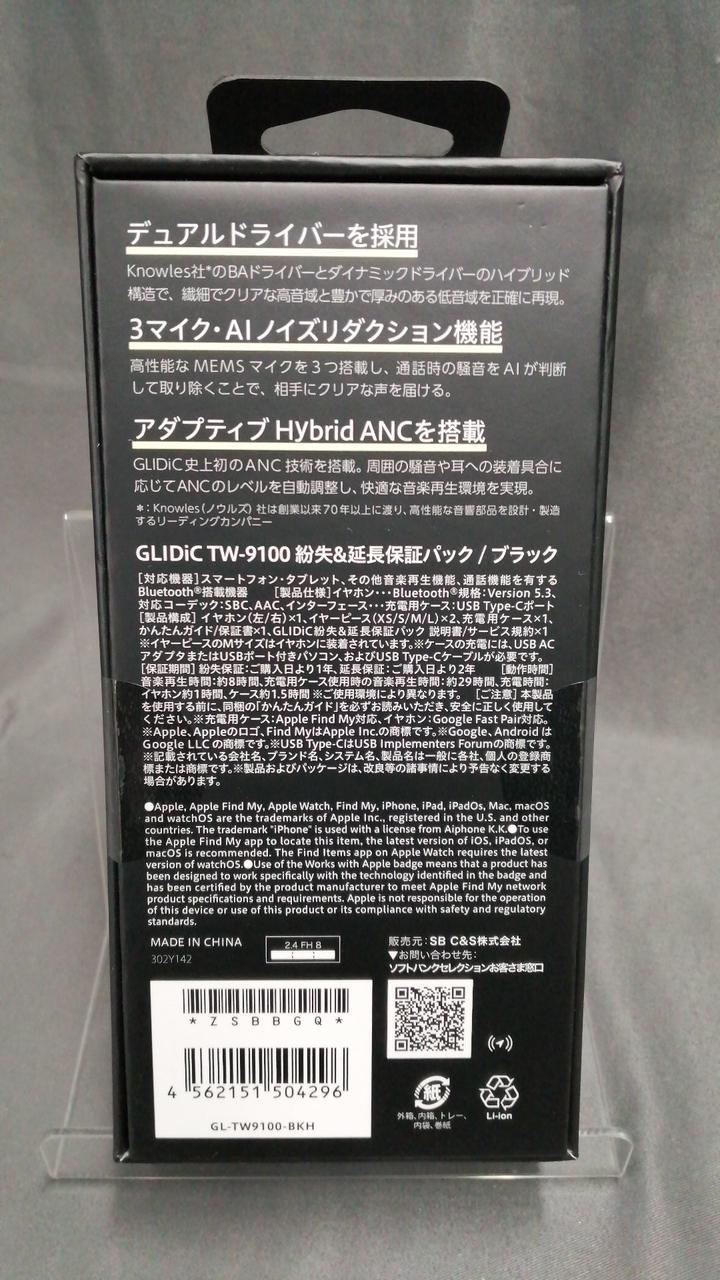 デュアルドライバーを採用
Knowles社*のBAドライバーとダイナミックドライバーのハイブリッド
構造で、繊細でクリアな高音域と豊かで厚みのある低音域を正確に再現。
3マイク・AIノイズリダクション機能
高性能な MEMS マイクを3つ搭載し、通話時の騒音を AI が判断
して取り除くことで、相手にクリアな声を届ける。
アダプティブ Hybrid ANCを搭載
GLIDiC 史上初のANC 技術を搭載。周囲の騒音や耳への装着具合に
応じてANCのレベルを自動調整し、快適な音楽再生環境を実現。
*：Knowles（ノウルズ）社は創業以来70年以上に渡り、高性能な音響部品を設計・製造
するリーディングカンパニー
GLIDiC TW-9100 紛失&延長保証パック / ブラック
［対応機器］スマートフォン・タブレット、その他音楽再生機能、通話機能を有する
Bluetooth®搭載機器　［製品仕様］イヤホン・・・Bluetooth®規格：Version 5.3、
対応コーデック：SBC、AAC、インターフェース・・・充電用ケース：USB Type-Cポート
［製品構成］イヤホン（左/右）×1、イヤーピース（XS/S/M/L）×2、充電用ケース×1、
かんたんガイド/保証書×1、GLIDiC紛失&延長保証パック 説明書/サービス規約×1
※イヤーピースのMサイズはイヤホンに装着されています。※ケースの充電には、USB AC
アダプタまたはUSBポート付きパソコン、およびUSB Type-Cケーブルが必要です。
［保証期間］紛失保証：ご購入日より1年、延長保証：ご購入日より2年　［動作時間］
音楽再生時間：約8時間、充電用ケース使用時の音楽再生時間：約29時間、充電時間：
イヤホン約1時間、ケース約1.5時間 ※ご使用環境により異なります。　［ご注意］本製品
を使用する前に、同梱の「かんたんガイド」を必ずお読みいただき、安全に正しく使用して
ください。※充電用ケース：Apple Find My対応、イヤホン：Google Fast Pair対応。
※Apple、Appleのロゴ、Find MyはApple Inc.の商標です。※Google、Android は
Google LLC の商標です。※USB Type-CはUSB Implementers Forumの商標です。
※記載されている会社名、ブランド名、システム名、製品名は一般に各社、個人の登録商
標または商標です。※製品およびパッケージは、改良等の諸事情により予告なく変更する
場合があります。
●Apple, Apple Find My, Apple Watch, Find My, iPhone, iPad, iPadOs, Mac, macOS
and watchOS are the trademarks of Apple Inc., registered in the U.S. and other
countries. The trademark "iPhone" is used with a license from Aiphone K.K.●To use
the Apple Find My app to locate this item, the latest version of iOS, iPadOS, or
macOS is recommended. The Find Items app on Apple Watch requires the latest
version of watchOS.●Use of the Works with Apple badge means that a product has
been designed to work specifically with the technology identified in the badge and
has been certified by the product manufacturer to meet Apple Find My network
product specifications and requirements. Apple is not responsible for the operation
of this device or use of this product or its compliance with safety and regulatory
standards.
MADE IN CHINA
302Y142
2.4 FH 8
販売元：SB C&S株式会社
▼お問い合わせ先：
ソフトバンクセレクションお客さま窓口
* Z S B B G Q *
4 562151 504296
GL-TW9100-BKH
紙
外箱、内箱、トレー、
内袋、巻紙
Li-ion